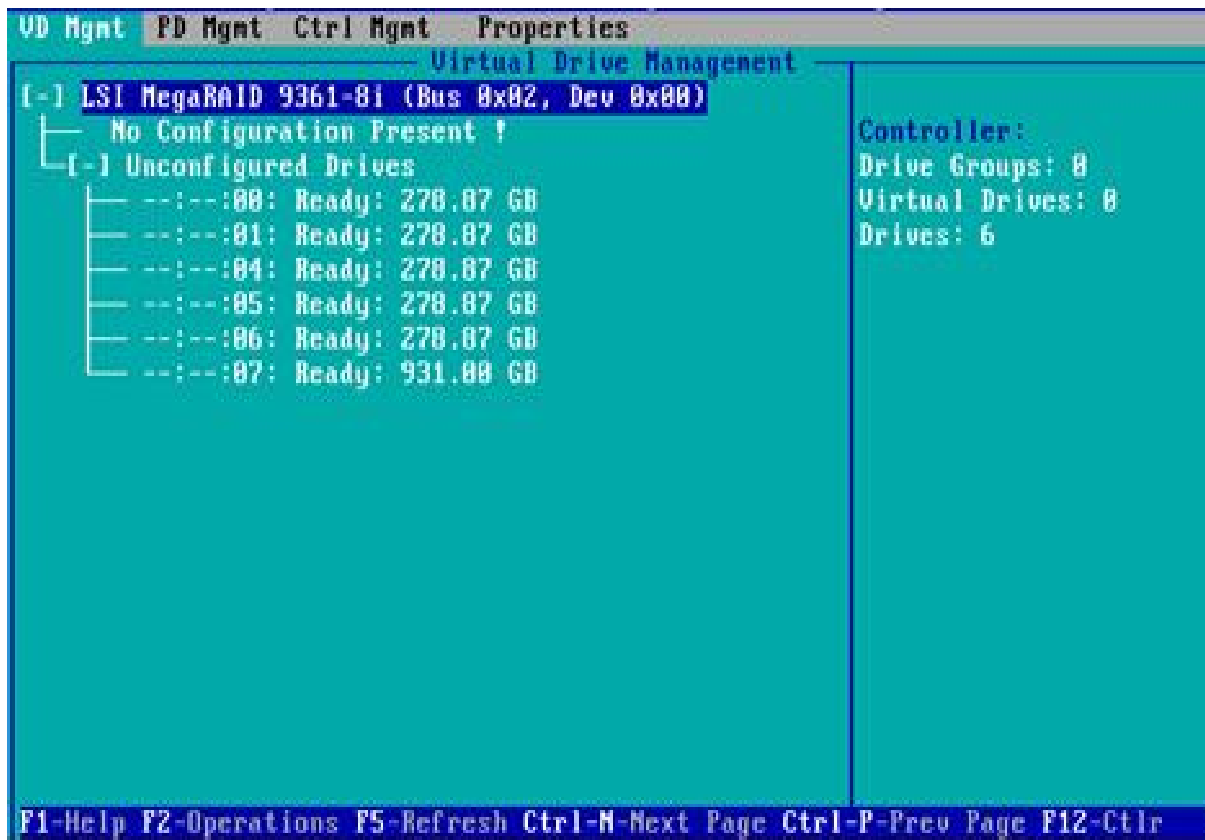 VD Mgmt PD Mgmt Ctrl Mgmt Properties
Virtual Drive Management
[-] LSI MegaRAID 9361-8i (Bus 0x02, Dev 0x00)
No Configuration Present !
[-] Unconfigured Drives
--:--:00: Ready: 278.87 GB
--:--:01: Ready: 278.87 GB
--:--:04: Ready: 278.87 GB
--:--:05: Ready: 278.87 GB
--:--:06: Ready: 278.87 GB
--:--:07: Ready: 931.00 GB
Controller:
Drive Groups: 0
Virtual Drives: 0
Drives: 6
F1-Help F2-Operations F5-Refresh Ctrl-N-Next Page Ctrl-P-Prev Page F12-Ctlr